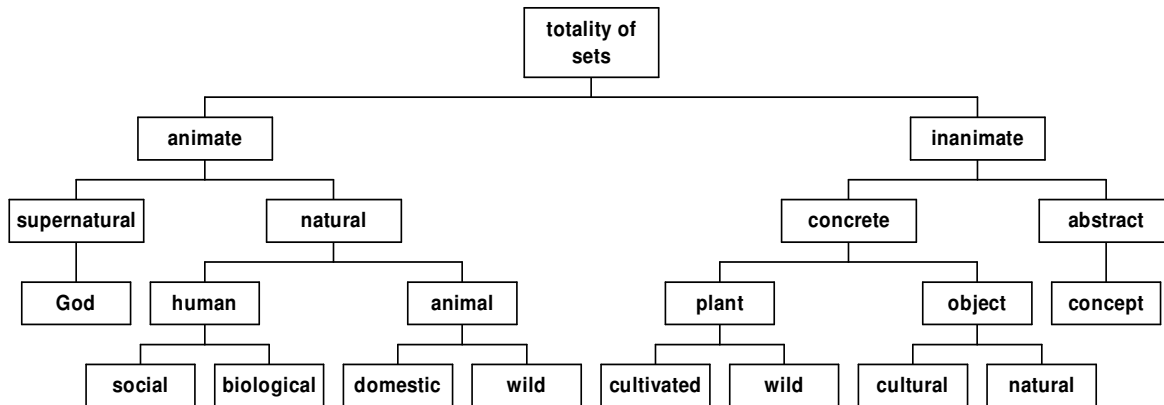 totality of
sets
animate
inanimate
supernatural
natural
concrete
abstract
God
human
animal
plant
object
concept
social
biological
domestic
wild
cultivated
wild
cultural
natural